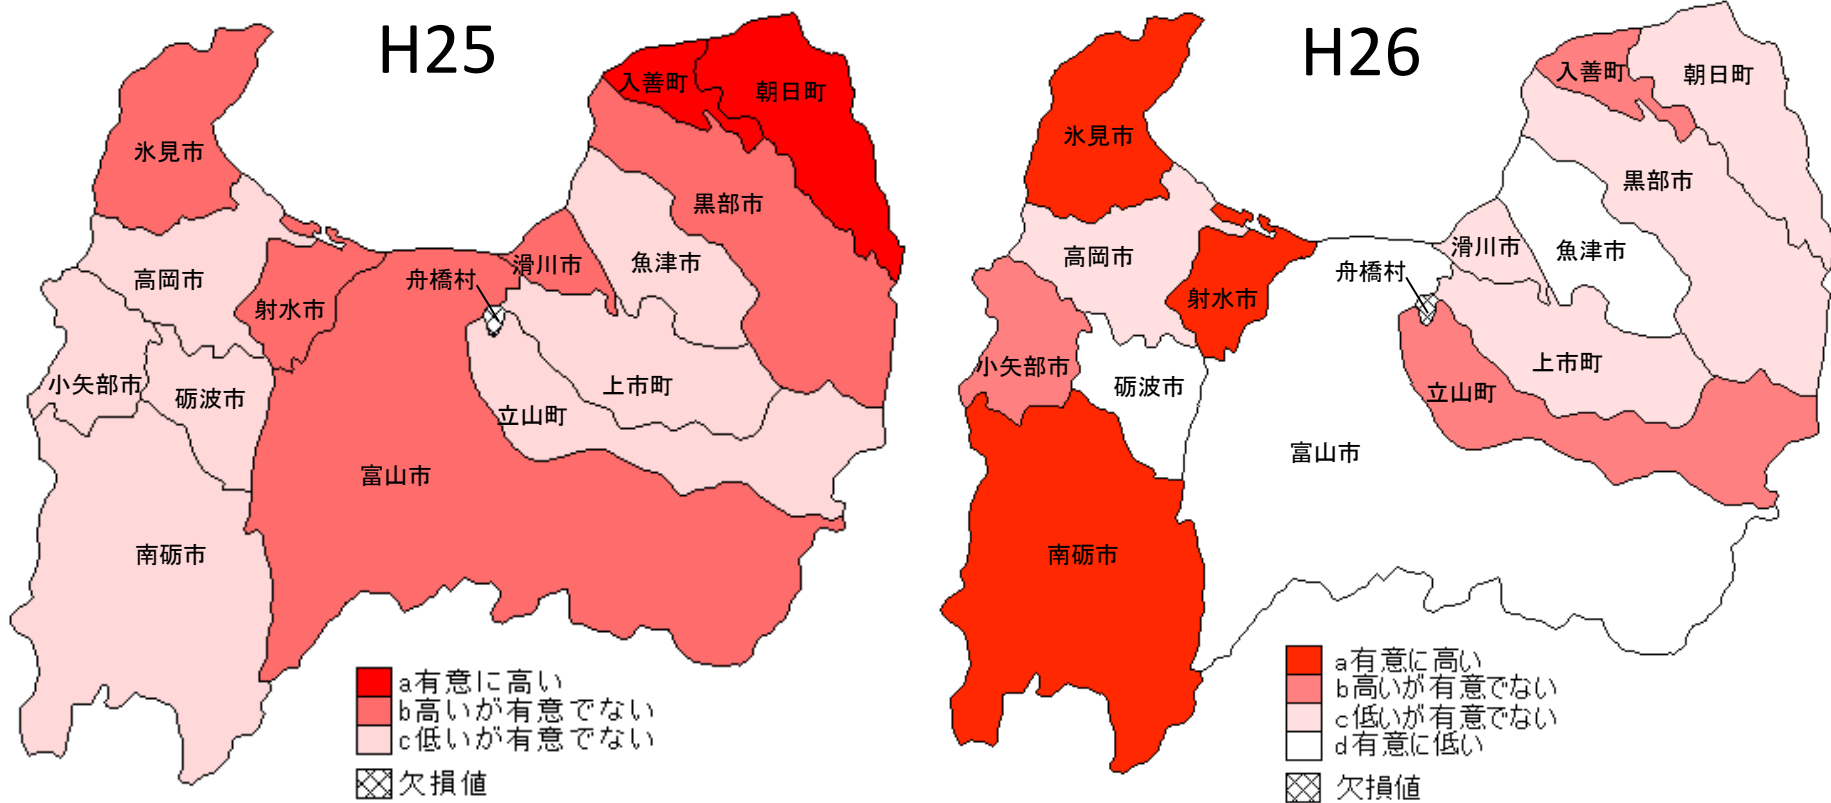 H25
入善町
朝日町
氷見市
黒部市
魚津市
滑川市
高岡市
舟橋村
射水市
小矢部市
砺波市
上市町
立山町
富山市
南砺市
a有意に高い
b高いが有意でない
c低いが有意でない
欠損値
H26
入善町
朝日町
氷見市
黒部市
滑川市
魚津市
高岡市
舟橋村
射水市
小矢部市
砺波市
上市町
立山町
富山市
南砺市
a有意に高い
b高いが有意でない
c低いが有意でない
d有意に低い
欠損値